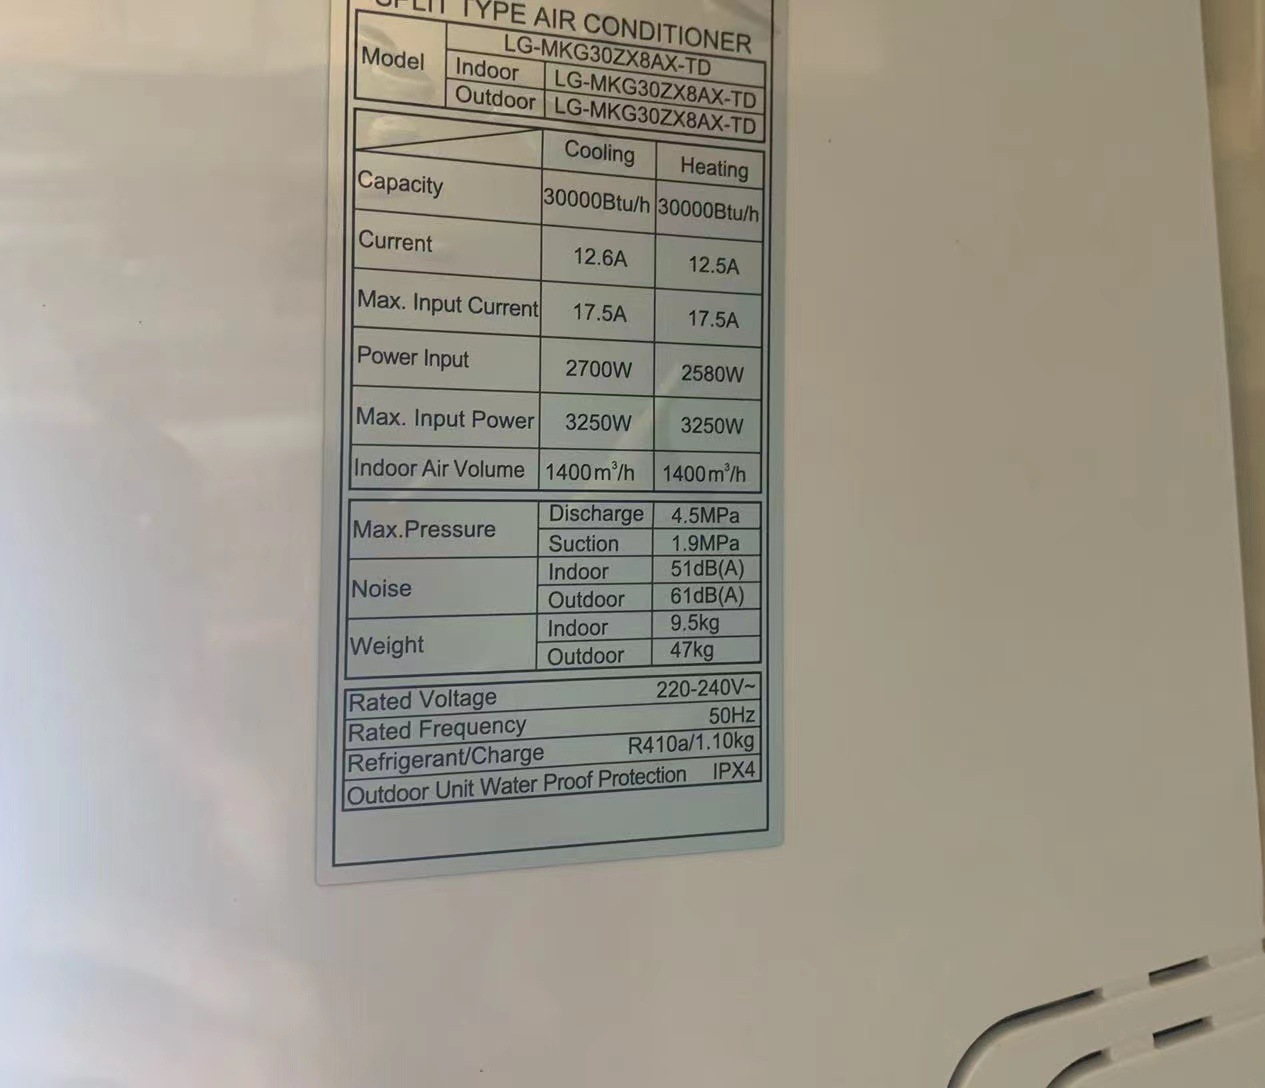 SPLIT TYPE AIR CONDITIONER
Model LG-MKG30ZX8AX-TD
Indoor LG-MKG30ZX8AX-TD
Outdoor LG-MKG30ZX8AX-TD
Cooling Heating
Capacity 30000Btu/h 30000Btu/h
Current 12.6A 12.5A
Max. Input Current 17.5A 17.5A
Power Input 2700W 2580W
Max. Input Power 3250W 3250W
Indoor Air Volume 1400m³/h 1400m³/h
Max.Pressure Discharge 4.5MPa
Suction 1.9MPa
Noise Indoor 51dB(A)
Outdoor 61dB(A)
Weight Indoor 9.5kg
Outdoor 47kg
Rated Voltage 220-240V~
Rated Frequency 50Hz
Refrigerant/Charge R410a/1.10kg
Outdoor Unit Water Proof Protection IPX4